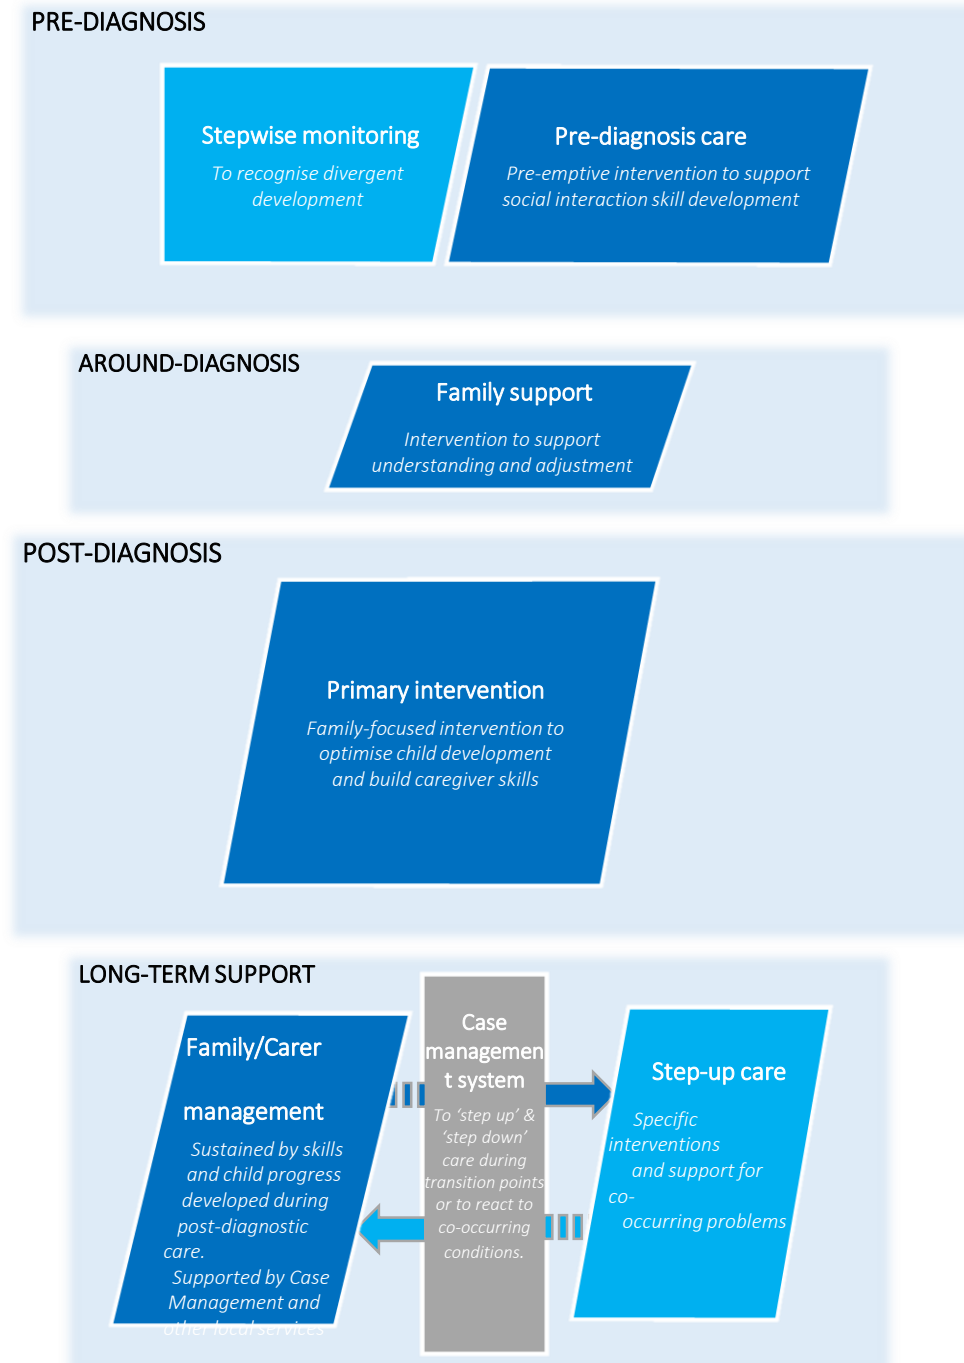 PRE-DIAGNOSIS
Stepwise monitoring
To recognise divergent
development
Pre-diagnosis care
Pre-emptive intervention to support
social interaction skill development
AROUND-DIAGNOSIS
Family support
Intervention to support
understanding and adjustment
POST-DIAGNOSIS
Primary intervention
Family-focused intervention to
optimise child development
and build caregiver skills
LONG-TERM SUPPORT
Family/Carer
management
Sustained by skills
and child progress
developed during
post-diagnostic
care.
Supported by Case
Management and
other local services
Case
managemen
t system
To ‘step up’ &
‘step down’
care during
transition points
or to react to
co-occurring
conditions.
Step-up care
Specific
interventions
and support for
co-
occurring problems